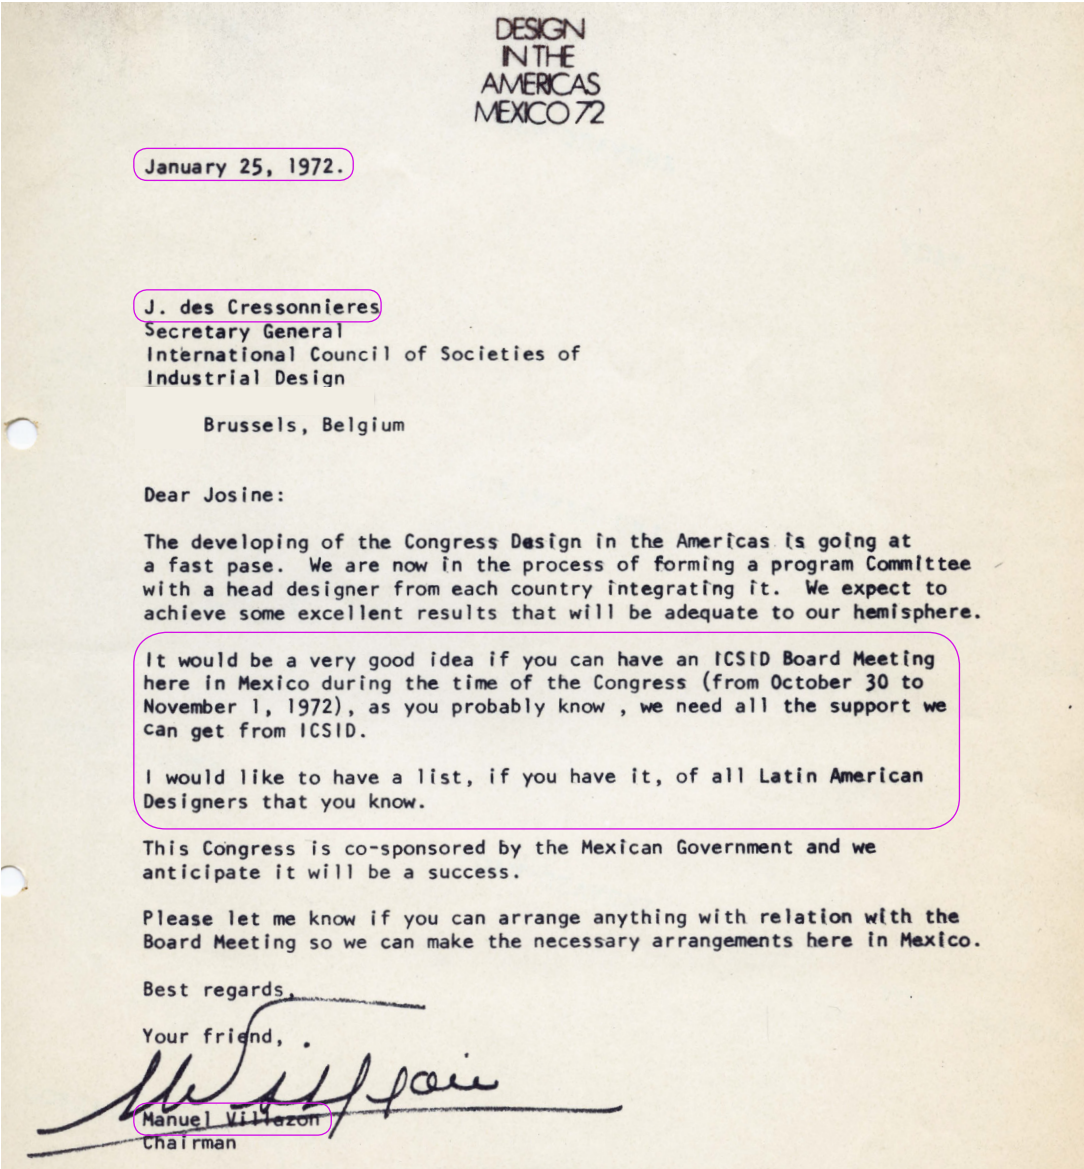 DESIGN
IN THE
AMERICAS
MEXICO 72
January 25, 1972.
J. des Cressonnieres
Secretary General
International Council of Societies of
Industrial Design
Brussels, Belgium
Dear Josine:
The developing of the Congress Design in the Americas is going at
a fast pase. We are now in the process of forming a program Committee
with a head designer from each country integrating it. We expect to
achieve some excellent results that will be adequate to our hemisphere.
It would be a very good idea if you can have an ICSID Board Meeting
here in Mexico during the time of the Congress (from October 30 to
November 1, 1972), as you probably know , we need all the support we
can get from ICSID.
I would like to have a list, if you have it, of all Latin American
Designers that you know.
This Congress is co-sponsored by the Mexican Government and we
anticipate it will be a success.
Please let me know if you can arrange anything with relation with the
Board Meeting so we can make the necessary arrangements here in Mexico.
Best regards,
Your friend,
Manuel Villazon
Chairman